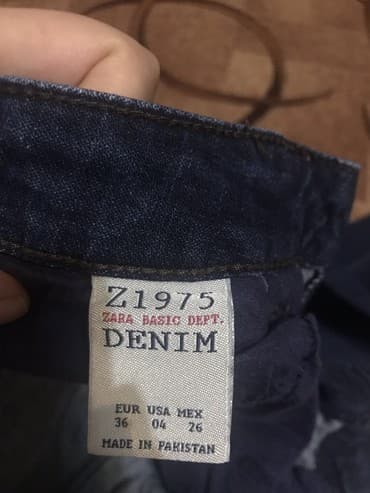 Z1975
ZARA BASIC DEPT.
DENIM
EUR USA MEX
36 04 26
MADE IN PAKISTAN